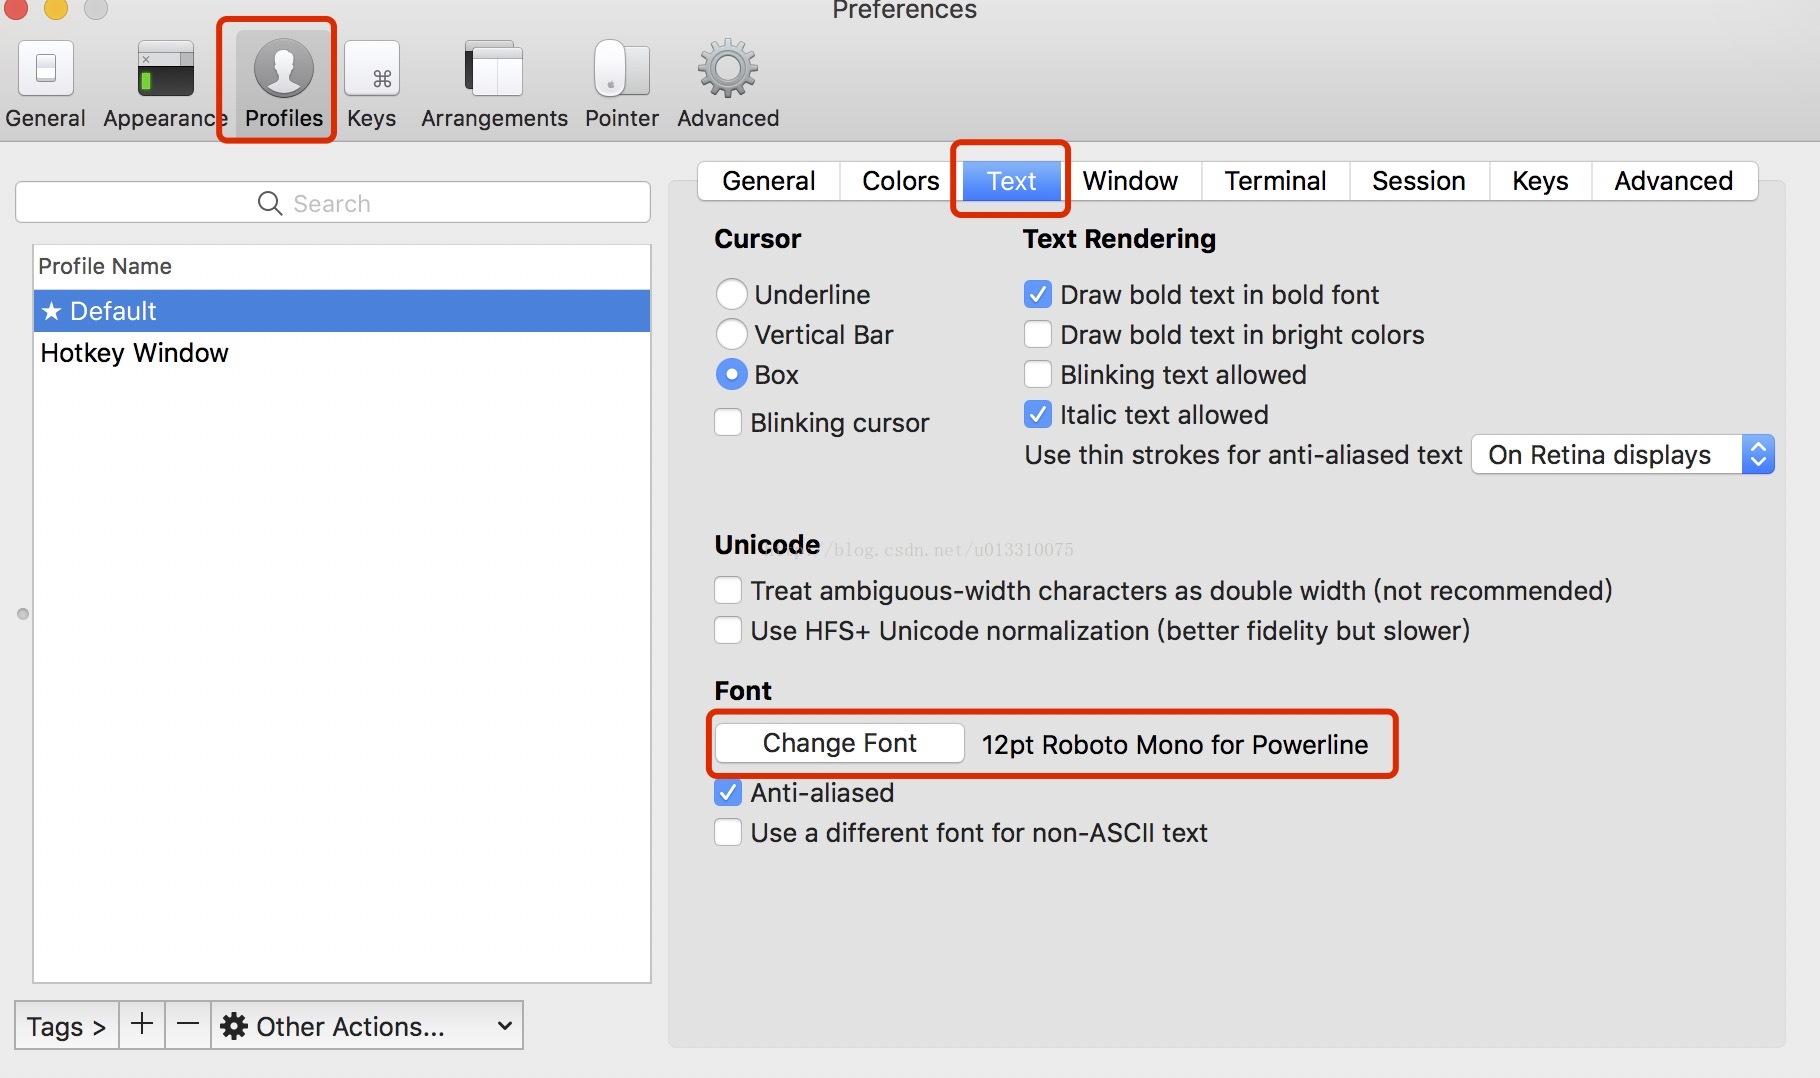 Preferences
General Appearance Profiles Keys Arrangements Pointer Advanced
Search
Profile Name
★ Default
Hotkey Window
Tags > + − Other Actions...
General Colors Text Window Terminal Session Keys Advanced
Cursor
Underline
Vertical Bar
Box
Blinking cursor
Text Rendering
Draw bold text in bold font
Draw bold text in bright colors
Blinking text allowed
Italic text allowed
Use thin strokes for anti-aliased text On Retina displays
Unicode
http://blog.csdn.net/u013310075
Treat ambiguous-width characters as double width (not recommended)
Use HFS+ Unicode normalization (better fidelity but slower)
Font
Change Font 12pt Roboto Mono for Powerline
Anti-aliased
Use a different font for non-ASCII text